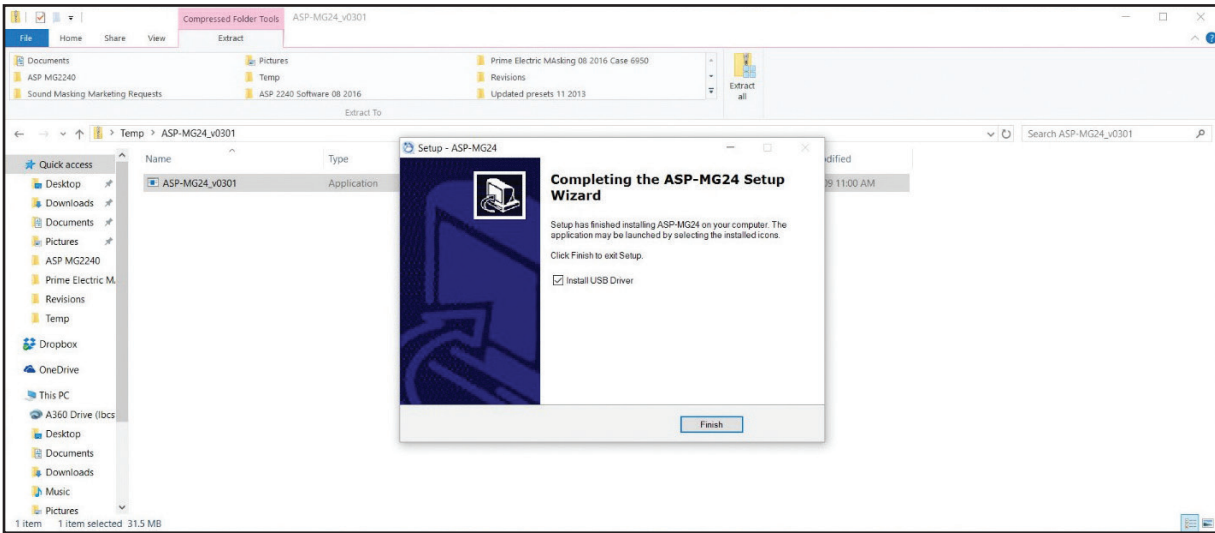 Compressed Folder Tools
ASP-MG24_v0301
File
Home
Share
View
Extract
Documents
Pictures
Prime Electric MAsking 08 2016 Case 6950
ASP MG2240
Temp
Revisions
Sound Masking Marketing Requests
ASP 2240 Software 08 2016
Updated presets 11 2013
Extract all
Extract To
Temp > ASP-MG24_v0301
Search ASP-MG24_v0301
Quick access
Desktop
Downloads
Documents
Pictures
ASP MG2240
Prime Electric M
Revisions
Temp
Dropbox
OneDrive
This PC
A360 Drive (lbcs
Desktop
Documents
Downloads
Music
Pictures
Name
Type
dified
ASP-MG24_v0301
Application
09 11:00 AM
Setup - ASP-MG24
Completing the ASP-MG24 Setup
Wizard
Setup has finished installing ASP-MG24 on your computer. The
application may be launched by selecting the installed icons.
Click Finish to exit Setup.
Install USB Driver
Finish
1 item
1 item selected 31.5 MB